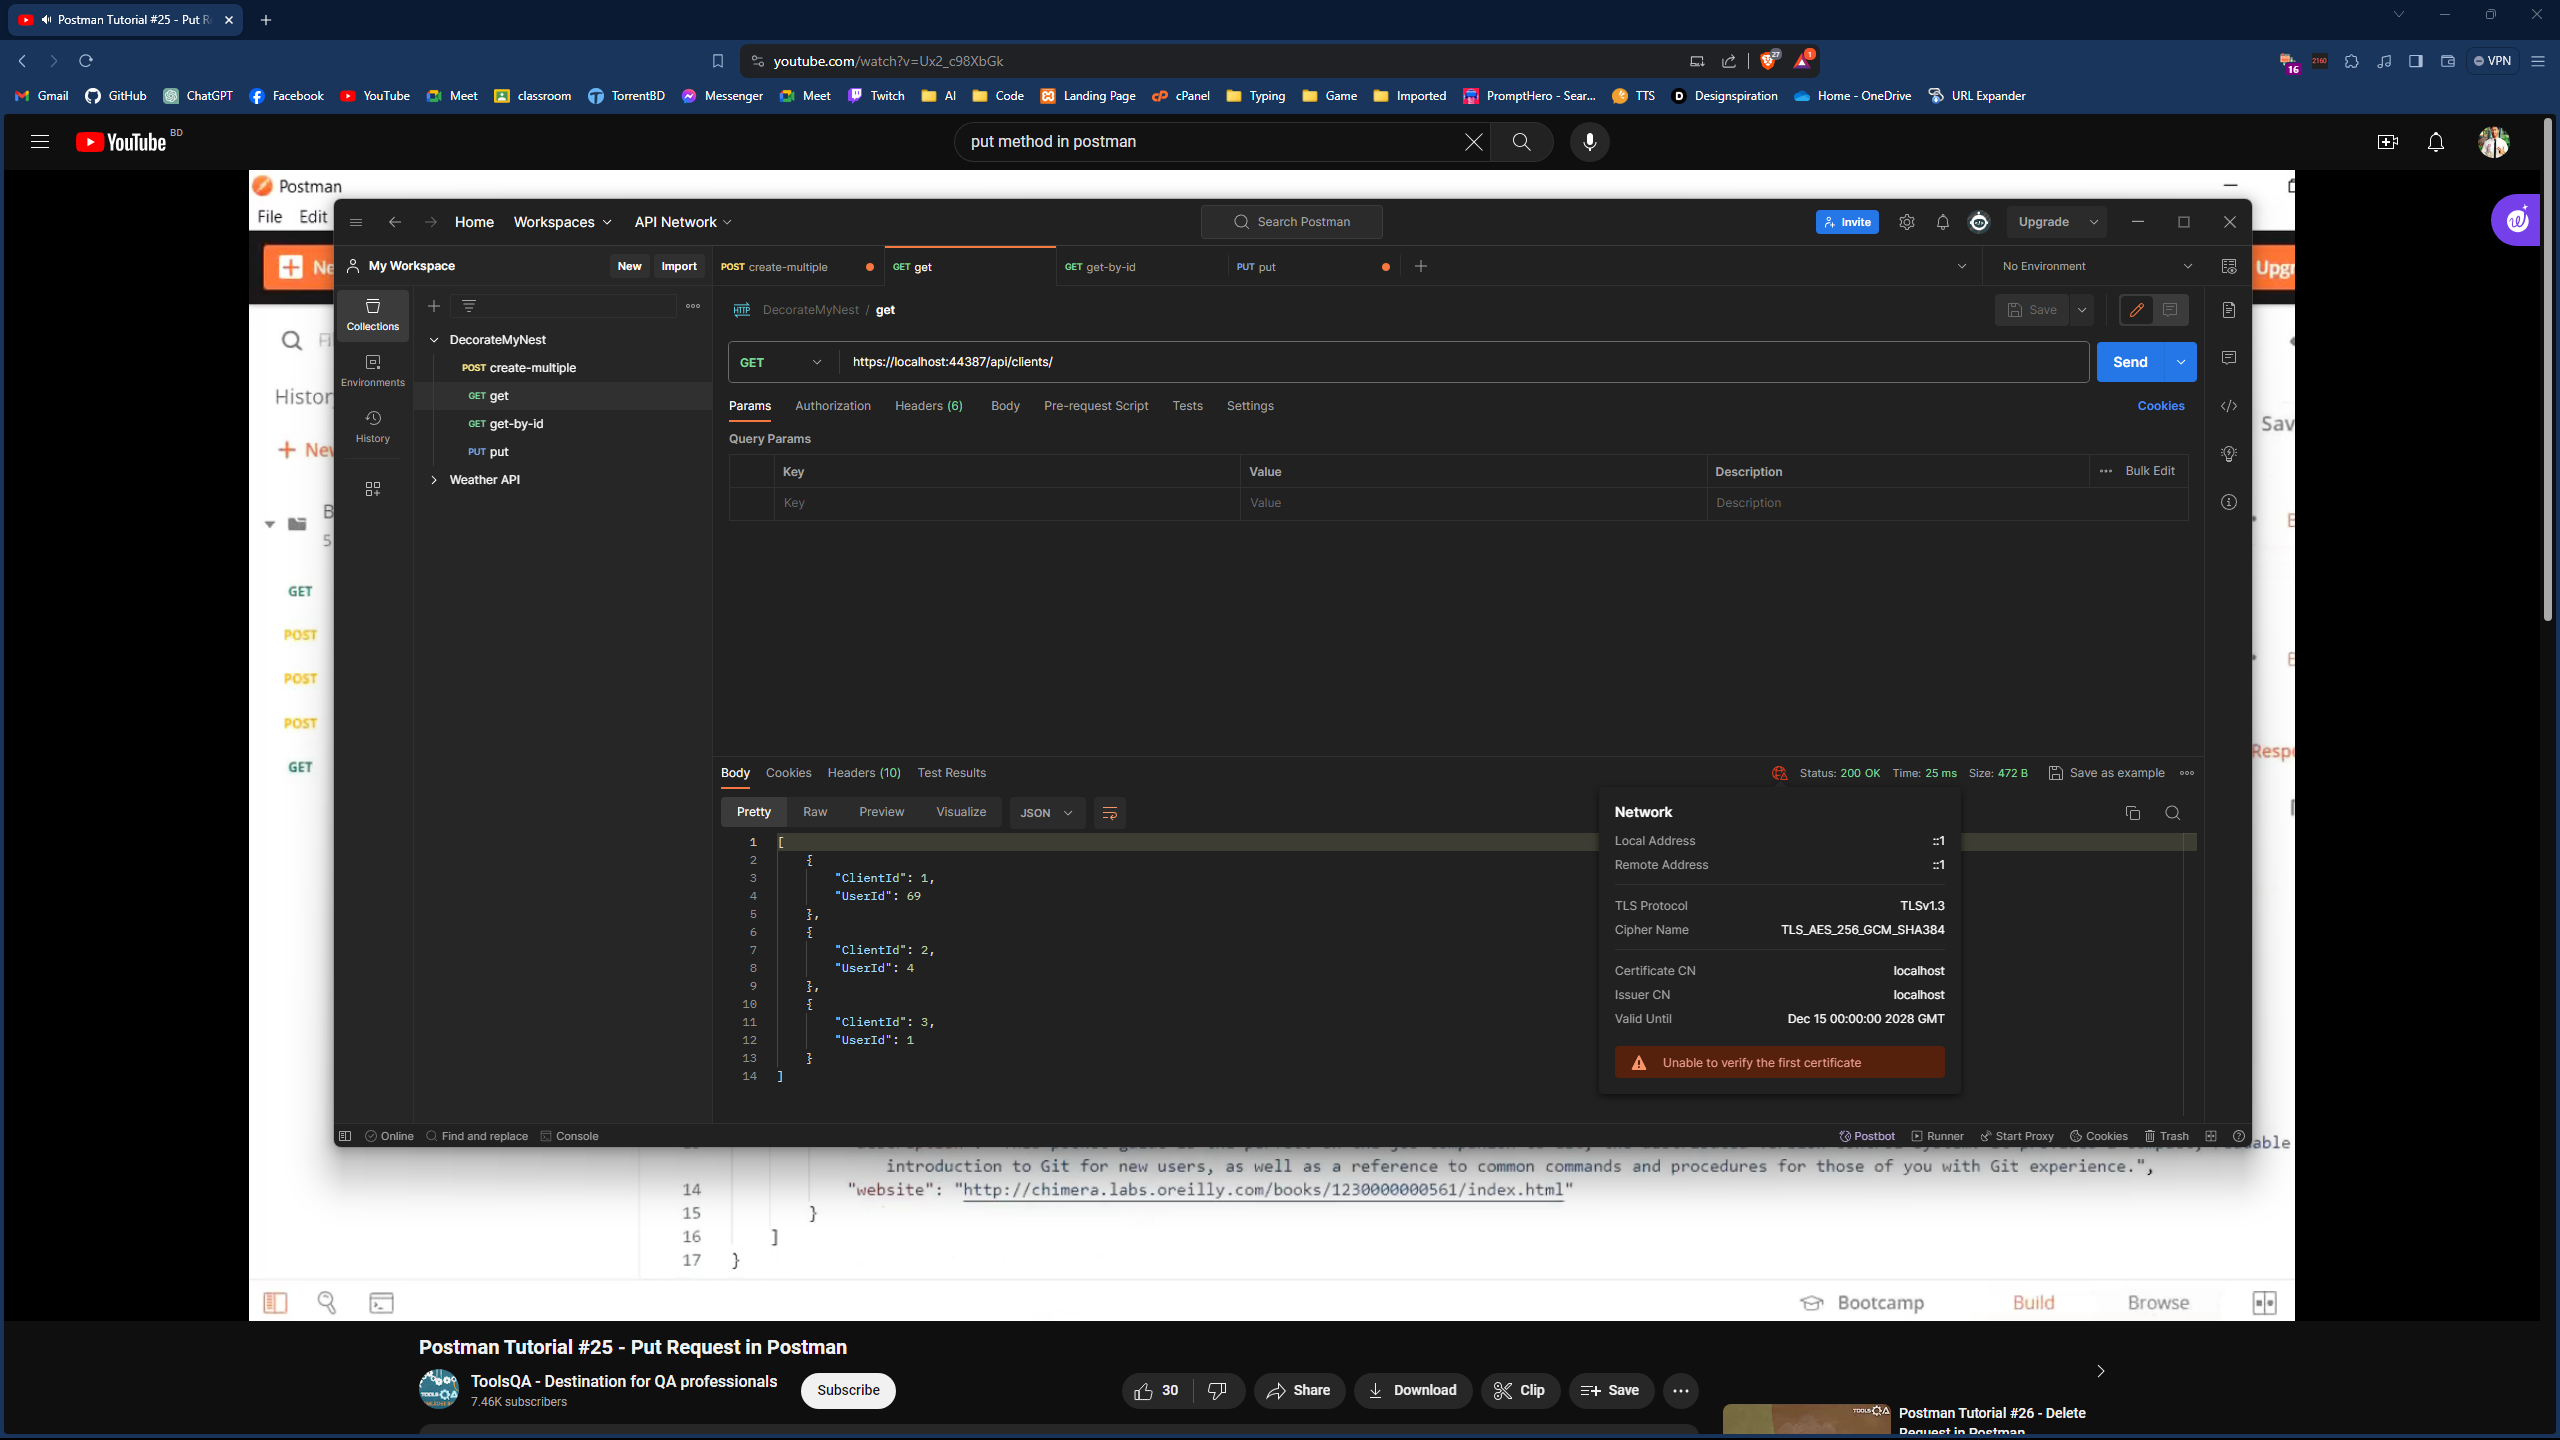 Postman Tutorial #25 - Put R
youtube.com/watch?v=Ux2_c98XbGk
27
1
16
2160
VPN
Gmail GitHub ChatGPT Facebook YouTube Meet classroom TorrentBD Messenger Meet Twitch AI Code Landing Page cPanel Typing Game Imported PromptHero - Sear... TTS Designspiration Home - OneDrive URL Expander
YouTube BD
put method in postman
Postman
File Edit
Home Workspaces API Network
Search Postman
Invite
Upgrade
My Workspace
New Import
POST create-multiple
GET get
GET get-by-id
PUT put
No Environment
Upgr
Collections
Environments
History
DecorateMyNest
POST create-multiple
GET get
GET get-by-id
PUT put
Weather API
HTTP DecorateMyNest / get
Save
GET https://localhost:44387/api/clients/
Send
Params Authorization Headers (6) Body Pre-request Script Tests Settings
Cookies
Query Params
Key Value Description Bulk Edit
Key Value Description
GET
POST
POST
POST
GET
Body Cookies Headers (10) Test Results
Status: 200 OK Time: 25 ms Size: 472 B Save as example
Pretty Raw Preview Visualize JSON
1 [
2 {
3 "ClientId": 1,
4 "UserId": 69
5 },
6 {
7 "ClientId": 2,
8 "UserId": 4
9 },
10 {
11 "ClientId": 3,
12 "UserId": 1
13 }
14 ]
Network
Local Address ::1
Remote Address ::1
TLS Protocol TLSv1.3
Cipher Name TLS_AES_256_GCM_SHA384
Certificate CN localhost
Issuer CN localhost
Valid Until Dec 15 00:00:00 2028 GMT
Unable to verify the first certificate
Online Find and replace Console
Postbot Runner Start Proxy Cookies Trash
introduction to Git for new users, as well as a reference to common commands and procedures for those of you with Git experience.",
14 "website": "http://chimera.labs.oreilly.com/books/1230000000561/index.html"
15 }
16 ]
17 }
Bootcamp Build Browse
Postman Tutorial #25 - Put Request in Postman
ToolsQA - Destination for QA professionals
7.46K subscribers
Subscribe
30
Share
Download
Clip
Save
Postman Tutorial #26 - Delete
Request in Postman